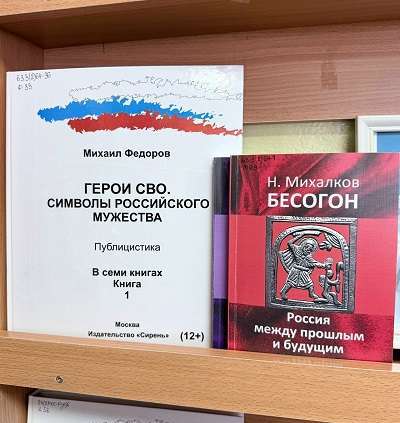 Михаил Федоров
ГЕРОИ СВО.
СИМВОЛЫ РОССИЙСКОГО
МУЖЕСТВА
Публицистика
В семи книгах
Книга
1
Москва
Издательство «Сирень»
(12+)
Н. Михалков
БЕСОГОН
Россия
между прошлым
и будущим